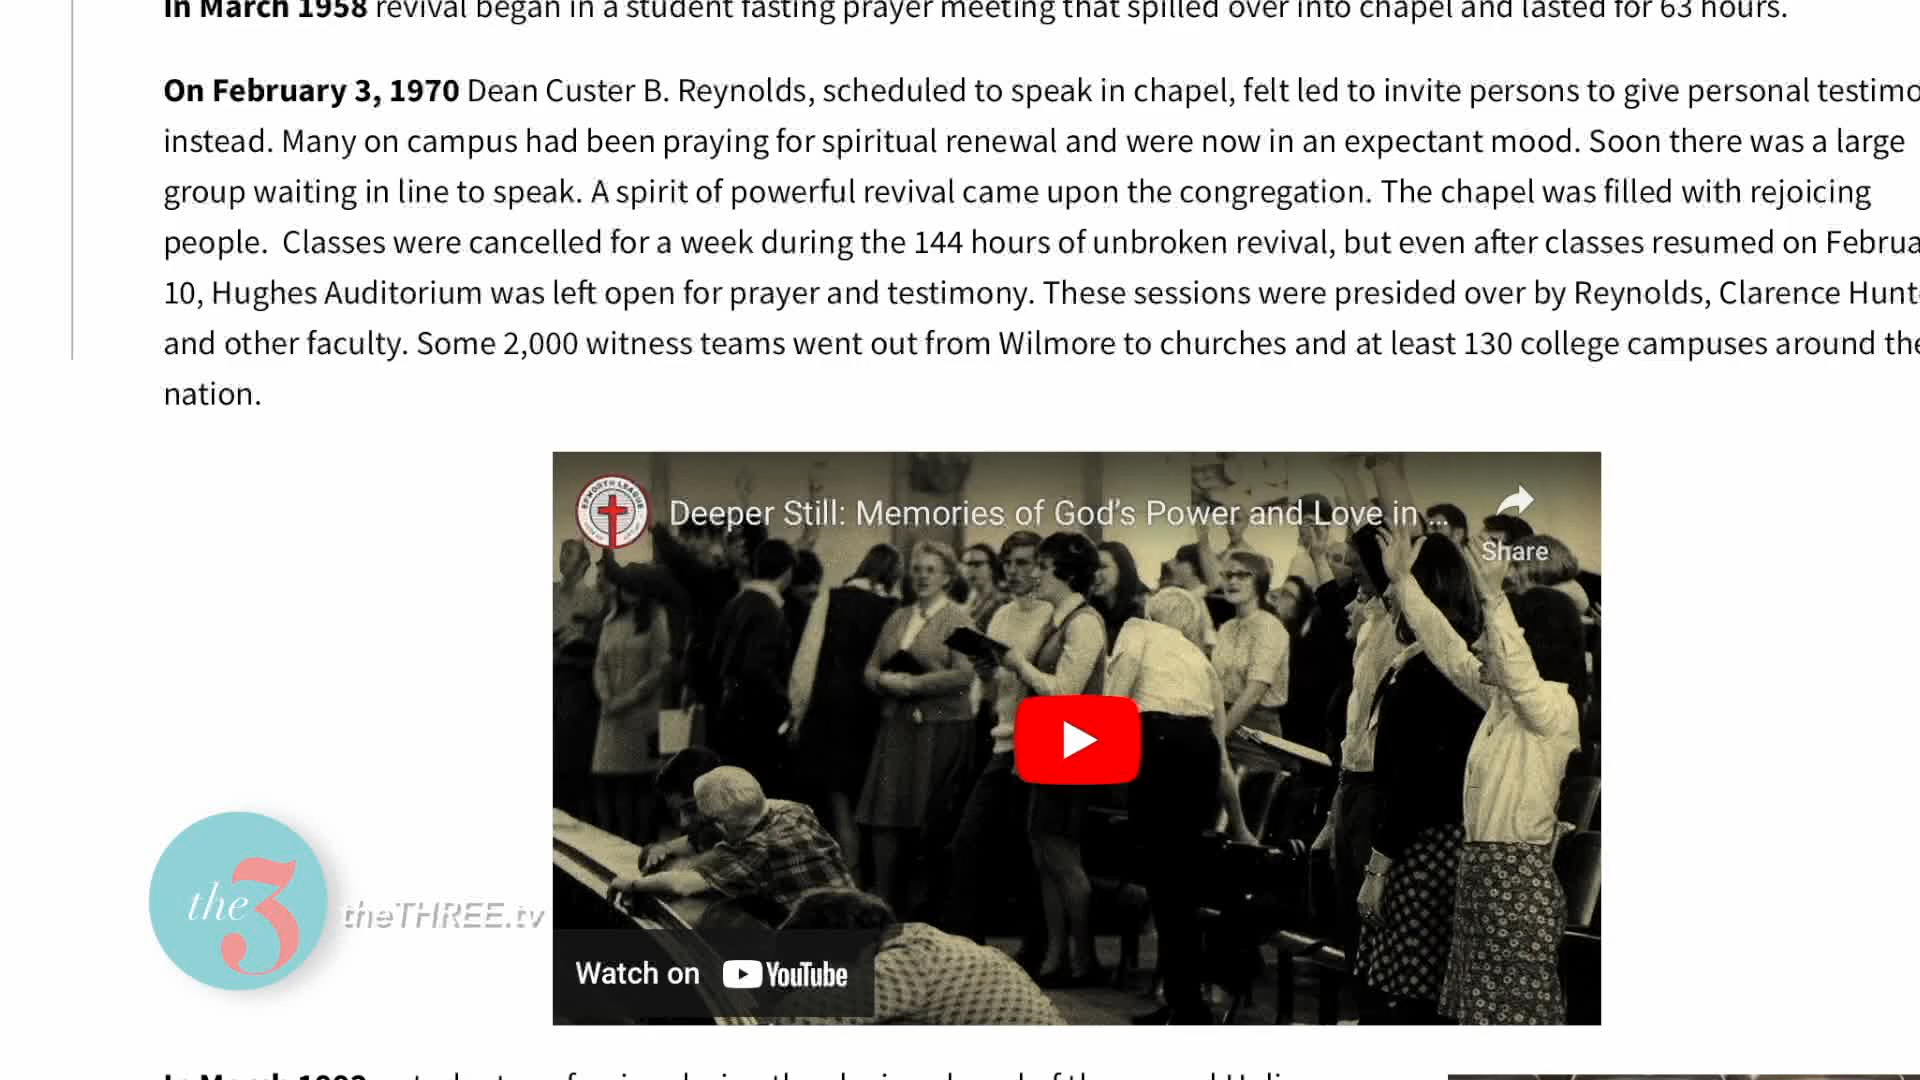 In March 1958 revival began in a student fasting prayer meeting that spilled over into chapel and lasted for 63 hours.
On February 3, 1970 Dean Custer B. Reynolds, scheduled to speak in chapel, felt led to invite persons to give personal testimo
instead. Many on campus had been praying for spiritual renewal and were now in an expectant mood. Soon there was a large
group waiting in line to speak. A spirit of powerful revival came upon the congregation. The chapel was filled with rejoicing
people.  Classes were cancelled for a week during the 144 hours of unbroken revival, but even after classes resumed on Februa
10, Hughes Auditorium was left open for prayer and testimony. These sessions were presided over by Reynolds, Clarence Hunt
and other faculty. Some 2,000 witness teams went out from Wilmore to churches and at least 130 college campuses around the
nation.
Deeper Still: Memories of God's Power and Love in ...
Share
the 3
theTHREE.tv
Watch on YouTube
In March 1992